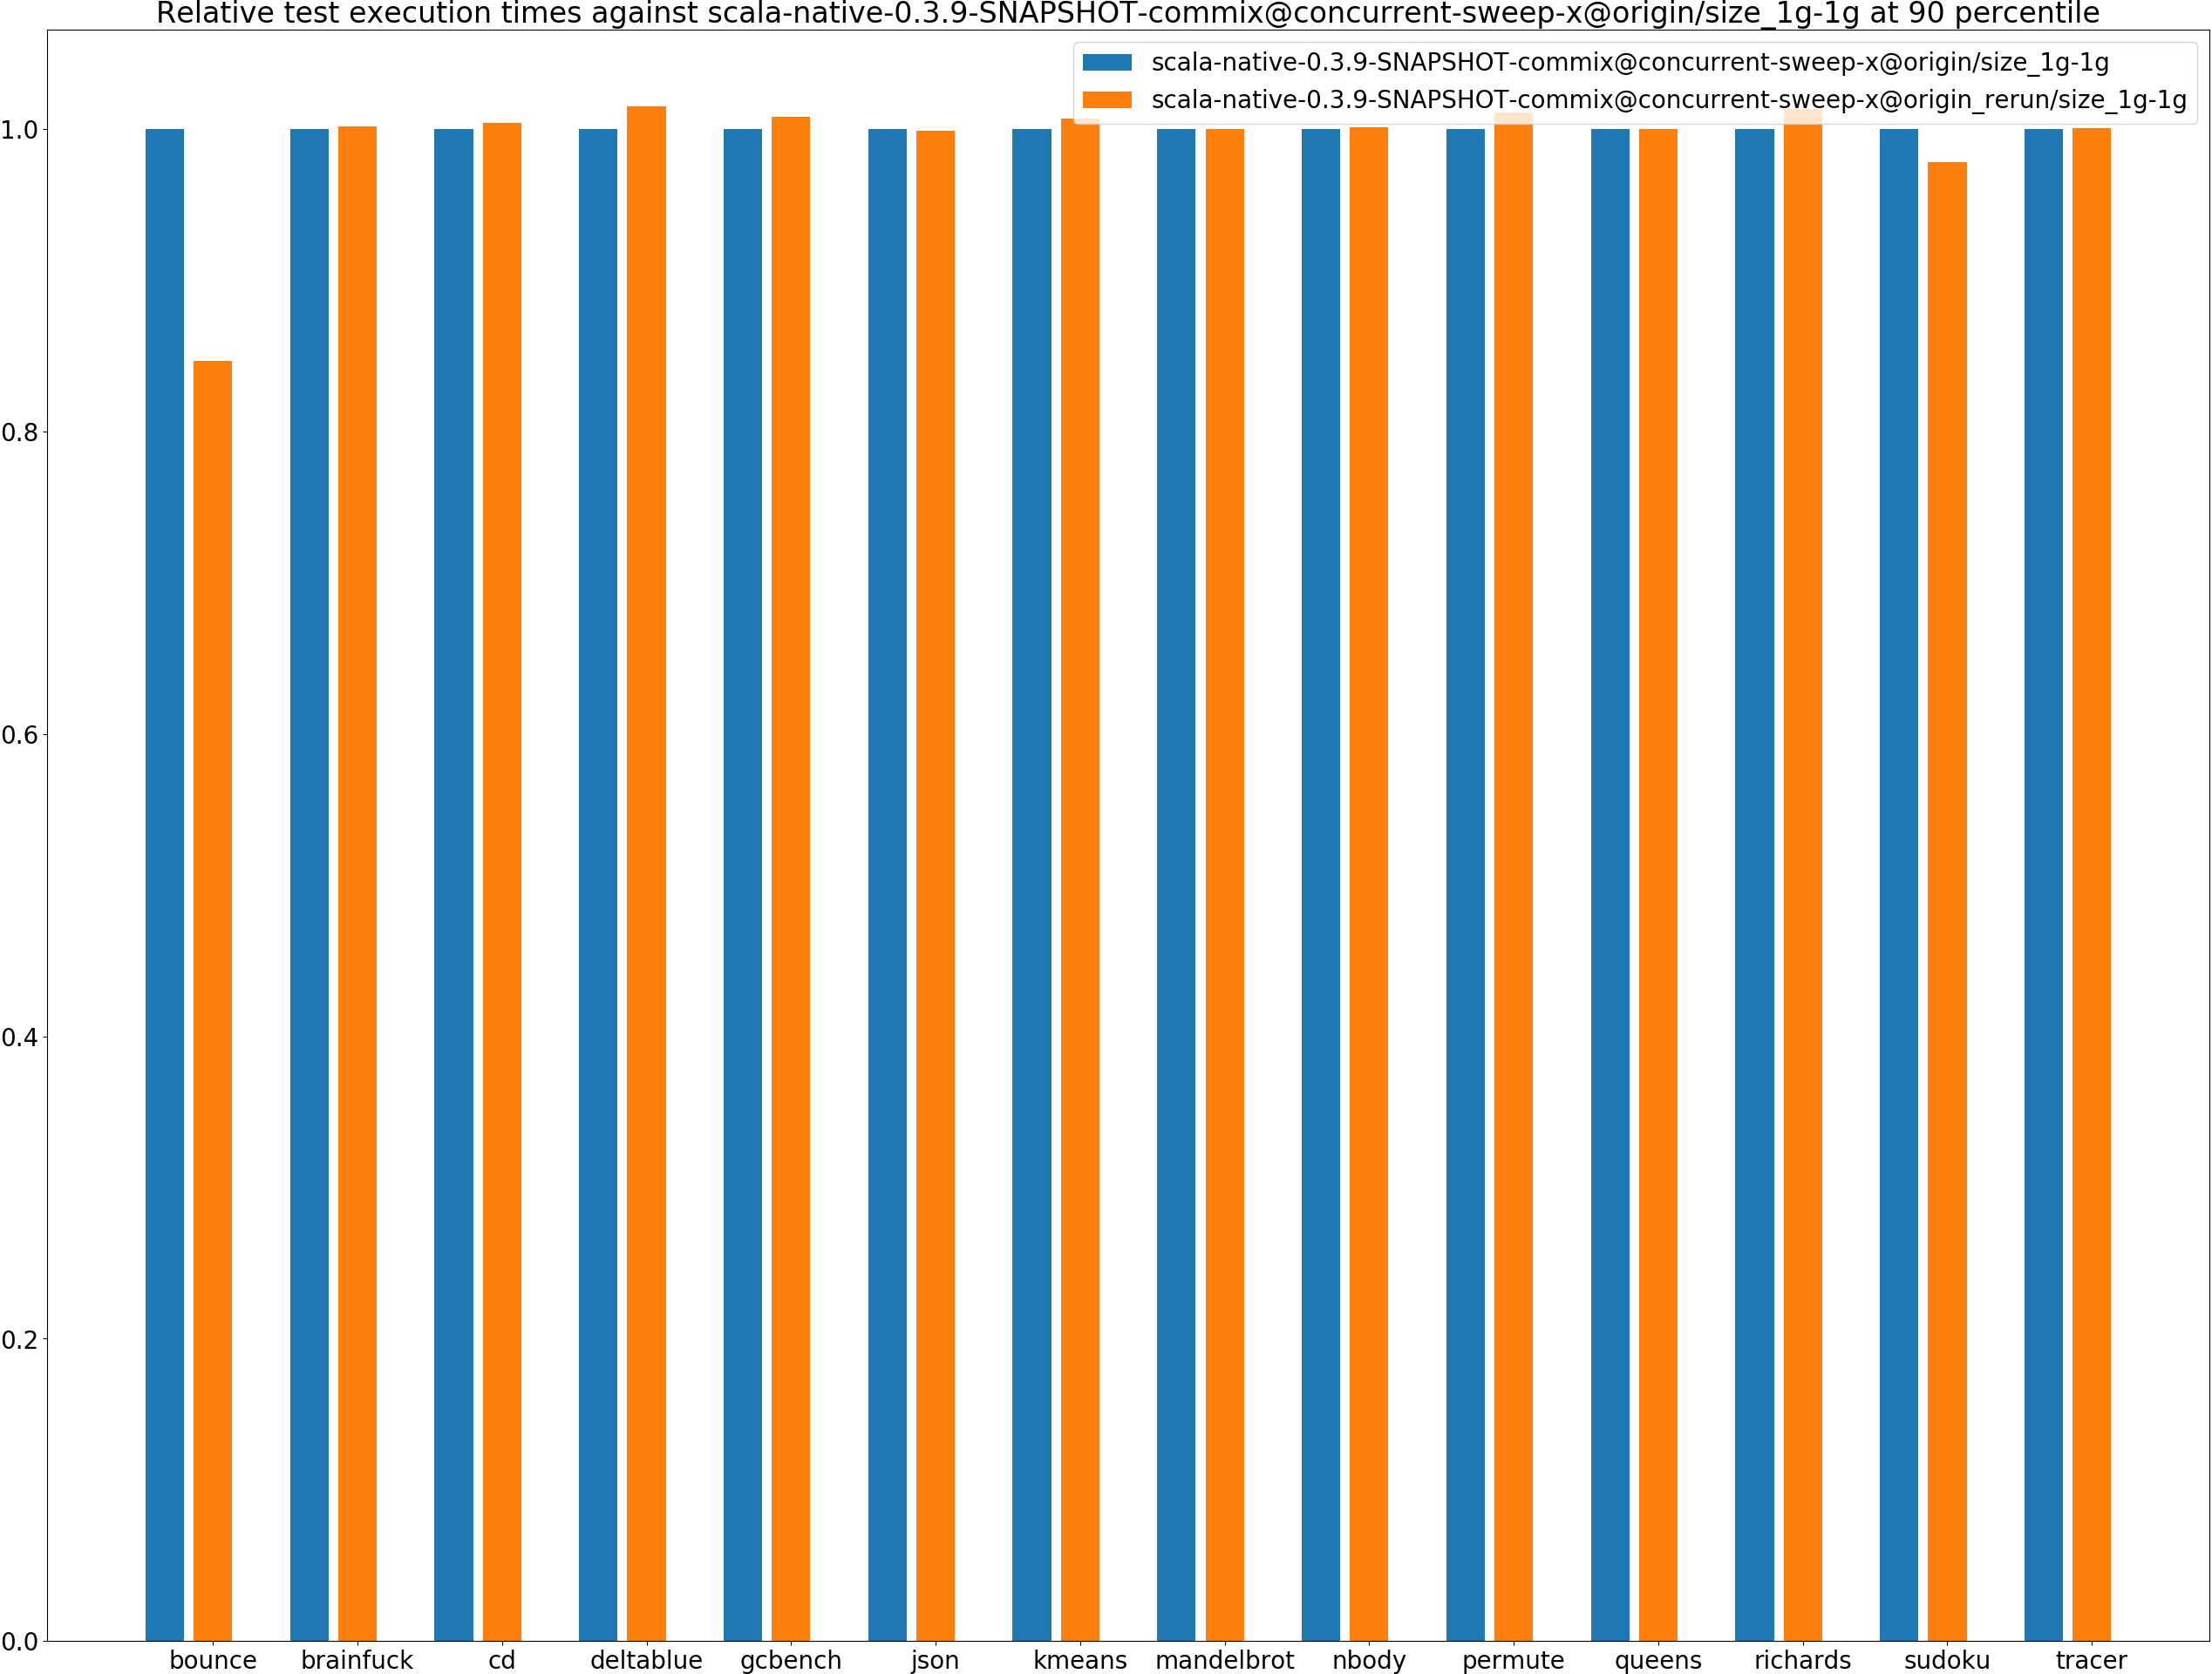 Relative test execution times against scala-native-0.3.9-SNAPSHOT-commix@concurrent-sweep-x@origin/size_1g-1g at 90 percentile
scala-native-0.3.9-SNAPSHOT-commix@concurrent-sweep-x@origin/size_1g-1g
scala-native-0.3.9-SNAPSHOT-commix@concurrent-sweep-x@origin_rerun/size_1g-1g
1.0
0.8
0.6
0.4
0.2
0.0
bounce brainfuck cd deltablue gcbench json kmeans mandelbrot nbody permute queens richards sudoku tracer